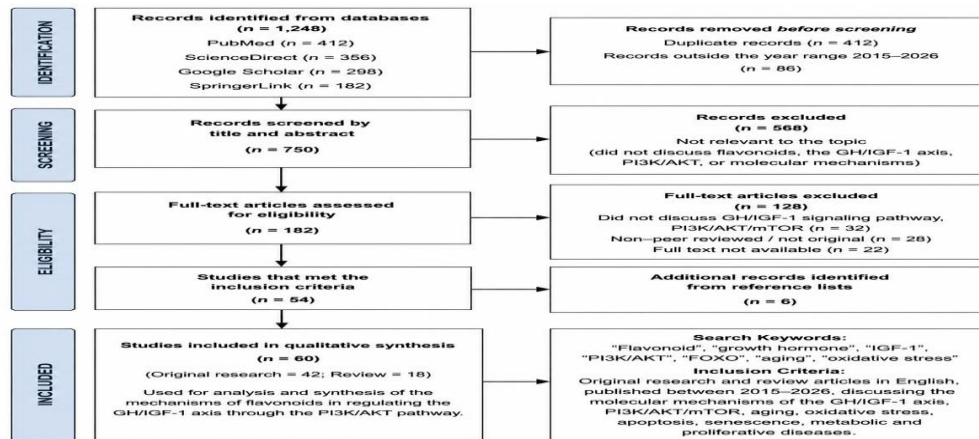 IDENTIFICATION
Records identified from databases
(n = 1,248)
PubMed (n = 412)
ScienceDirect (n = 356)
Google Scholar (n = 298)
SpringerLink (n = 182)
Records removed before screening
Duplicate records (n = 412)
Records outside the year range 2015–2026
(n = 86)
SCREENING
Records screened by
title and abstract
(n = 750)
Records excluded
(n = 568)
Not relevant to the topic
(did not discuss flavonoids, the GH/IGF-1 axis,
PI3K/AKT, or molecular mechanisms)
ELIGIBILITY
Full-text articles assessed
for eligibility
(n = 182)
Full-text articles excluded
(n = 128)
Did not discuss GH/IGF-1 signaling pathway,
PI3K/AKT/mTOR (n = 32)
Non-peer reviewed / not original (n = 28)
Full text not available (n = 22)
Studies that met the
inclusion criteria
(n = 54)
Additional records identified
from reference lists
(n = 6)
INCLUDED
Studies included in qualitative synthesis
(n = 60)
(Original research = 42; Review = 18)
Used for analysis and synthesis of the
mechanisms of flavonoids in regulating the
GH/IGF-1 axis through the PI3K/AKT pathway.
Search Keywords:
"Flavonoid", "growth hormone", "IGF-1",
"PI3K/AKT", "FOXO", "aging", "oxidative stress"
Inclusion Criteria:
Original research and review articles in English,
published between 2015–2026, discussing the
molecular mechanisms of the GH/IGF-1 axis,
PI3K/AKT/mTOR, aging, oxidative stress,
apoptosis, senescence, metabolic and
proliferative diseases.